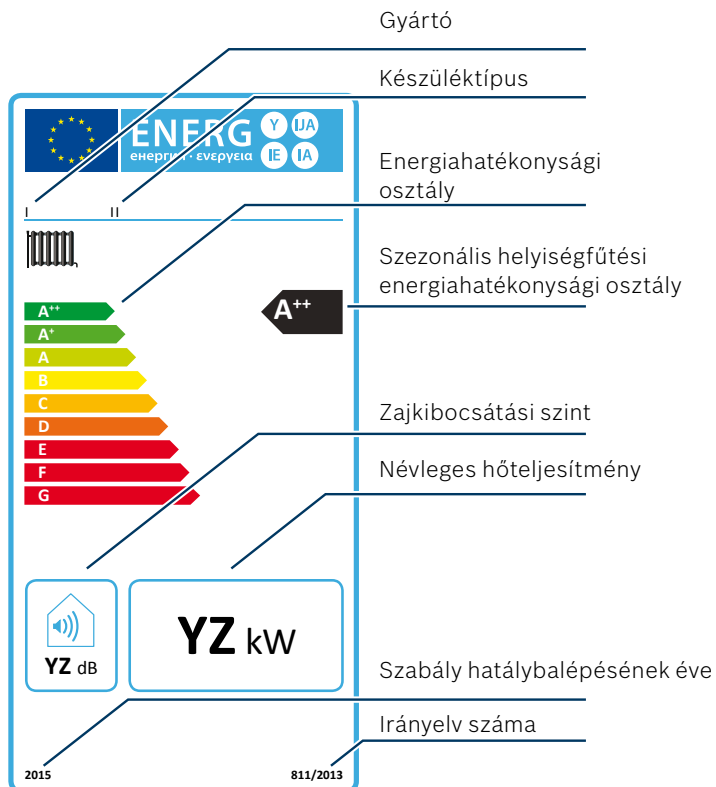 Gyártó
Készüléktípus
ENERG Y IJA
енергия · ενεργεια IE IA
Energiahatékonysági
osztály
I II
Szezonális helyiségfűtési
energiahatékonysági osztály
A++ A++
A+
A
B
C
D
E
F
G
Zajkibocsátási szint
Névleges hőteljesítmény
YZ kW
YZ dB
Szabály hatálybalépésének éve
Irányelv száma
2015 811/2013